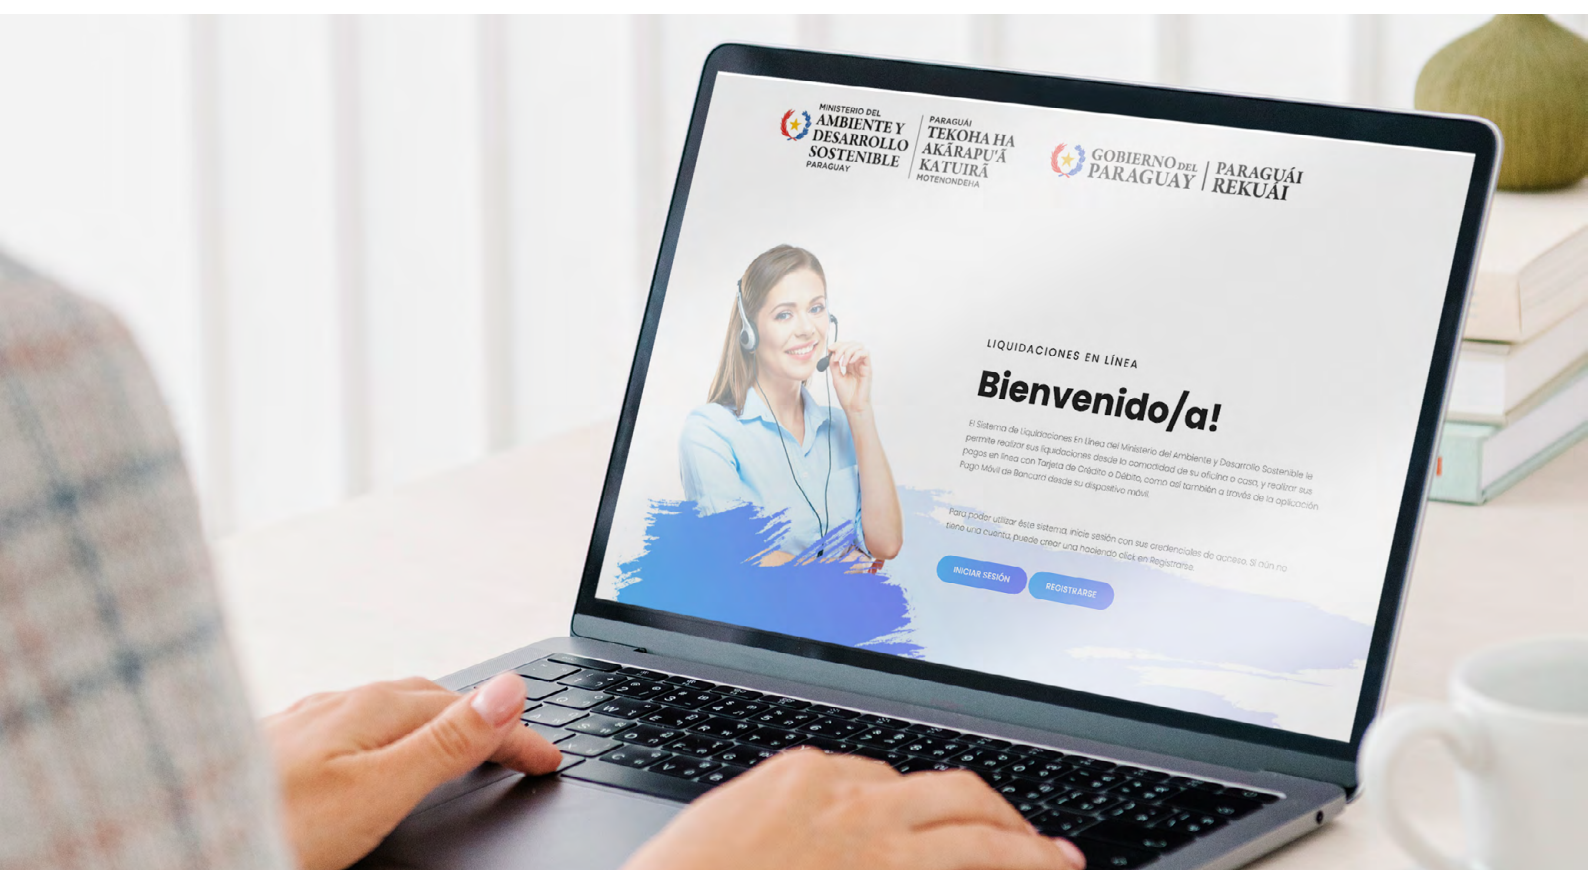 MINISTERIO DEL
AMBIENTE Y
DESARROLLO
SOSTENIBLE
PARAGUAY
PARAGUÁI
TEKOHA HA
AKÃRAPU'Ã
KATUIRÃ
MOTENONDEHA
GOBIERNO DEL
PARAGUAY
PARAGUÁI
REKUÁI
LIQUIDACIONES EN LÍNEA
Bienvenido/a!
El Sistema de Liquidaciones En Línea del Ministerio del Ambiente y Desarrollo Sostenible le
permite realizar sus liquidaciones desde la comodidad de su oficina o casa, y realizar sus
pagos en línea con Tarjeta de Crédito o Débito, como así también a través de la aplicación
Pago Móvil de Bancard desde su dispositivo móvil.
Para poder utilizar éste sistema, inicie sesión con sus credenciales de acceso. Si aún no
tiene una cuenta, puede crear una haciendo click en Registrarse.
INICIAR SESIÓN
REGISTRARSE